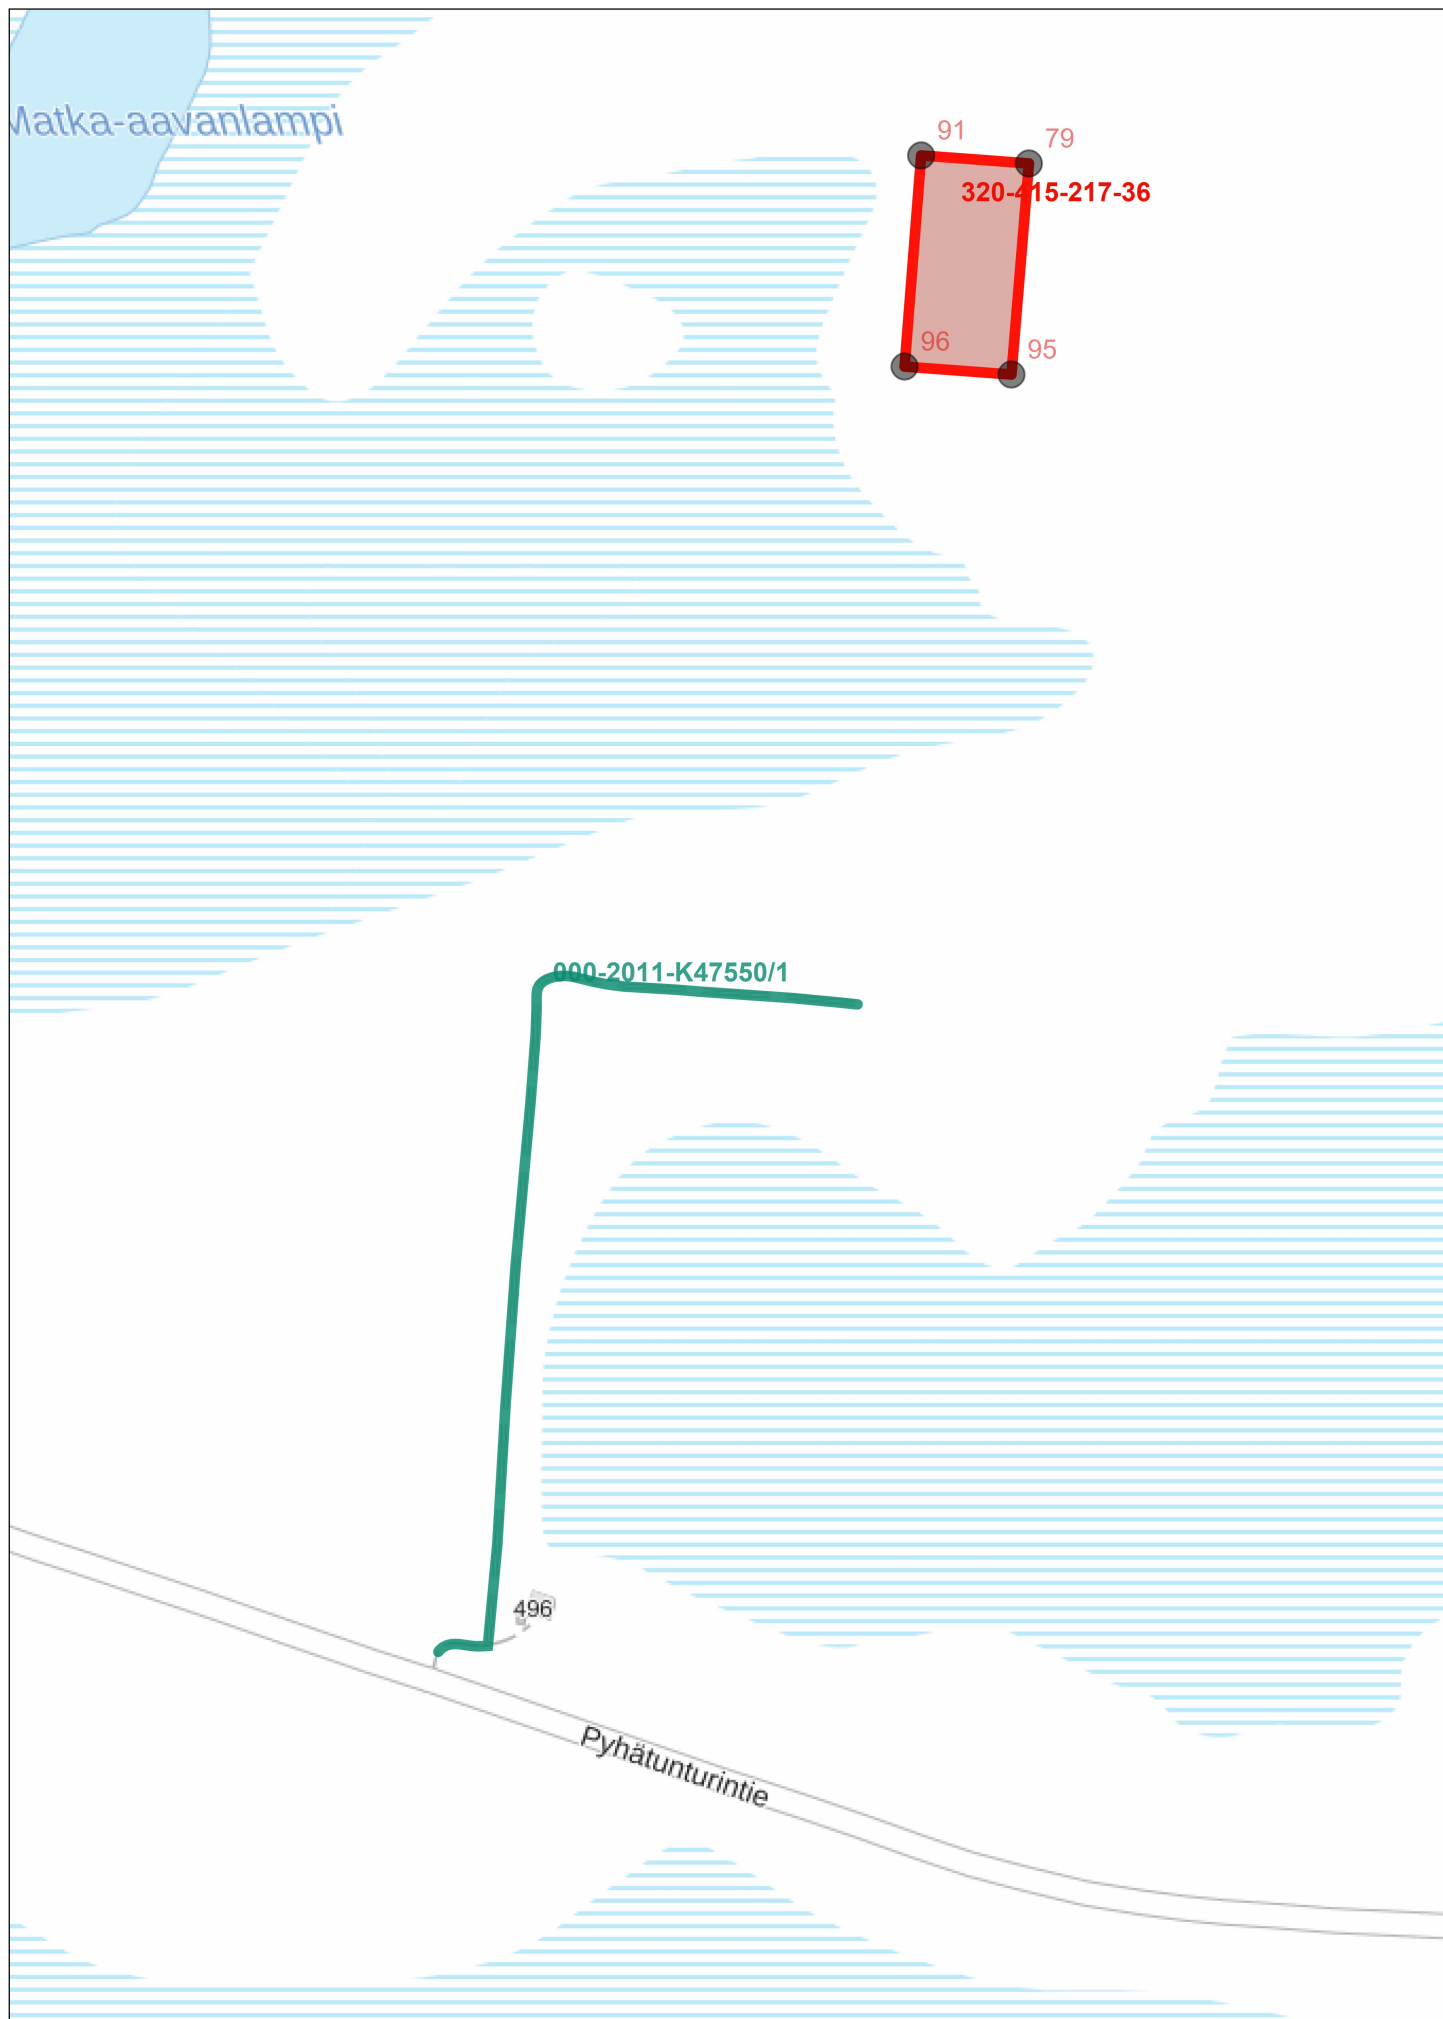 Matka-aavanlampi
91
79
320-415-217-36
96
95
000-2011-K47550/1
496
Pyhätunturintie